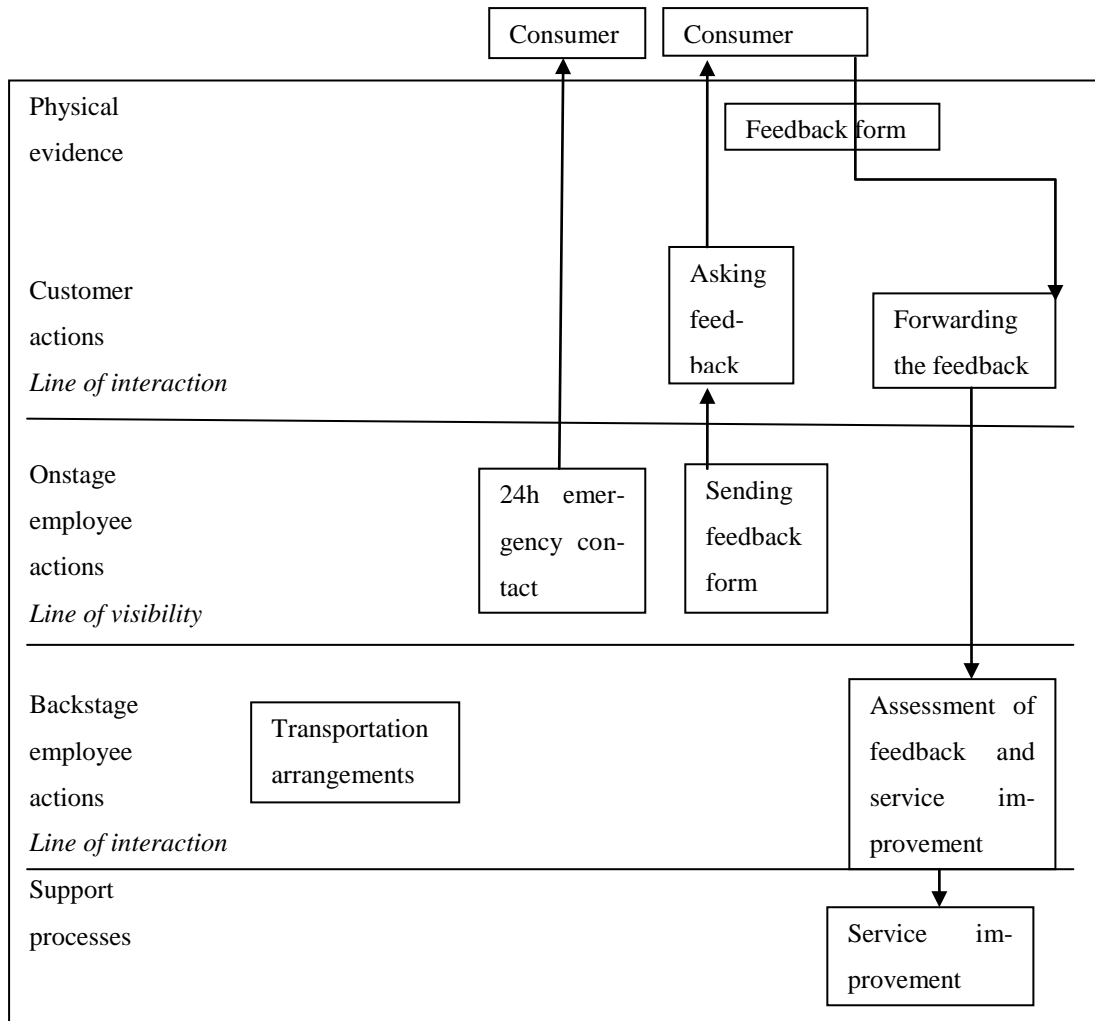 Consumer
Consumer
Physical
evidence
Feedback form
Customer
actions
Line of interaction
Asking
feed-
back
Forwarding
the feedback
Onstage
employee
actions
Line of visibility
24h emer-
gency con-
tact
Sending
feedback
form
Backstage
employee
actions
Line of interaction
Transportation
arrangements
Assessment of
feedback and
service im-
provement
Support
processes
Service im-
provement